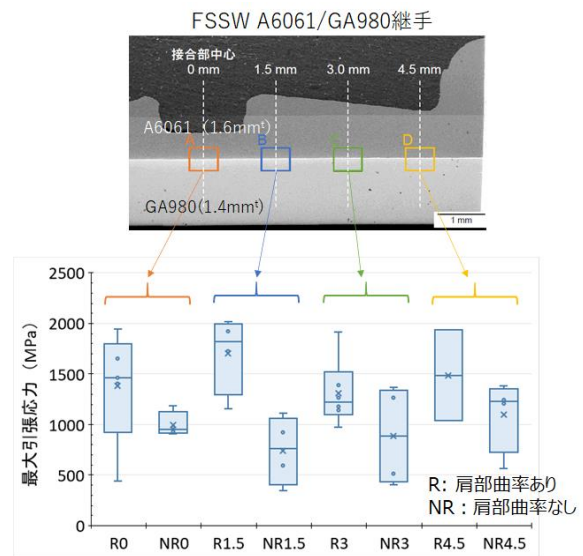 FSSW A6061/GA980継手
接合部中心
0 mm
1.5 mm
3.0 mm
4.5 mm
A6061（1.6mmᵗ）
A
B
C
D
GA980(1.4mmᵗ)
1 mm
最大引張応力（MPa）
2500
2000
1500
1000
500
0
R: 肩部曲率あり
NR：肩部曲率なし
R0 NR0 R1.5 NR1.5 R3 NR3 R4.5 NR4.5